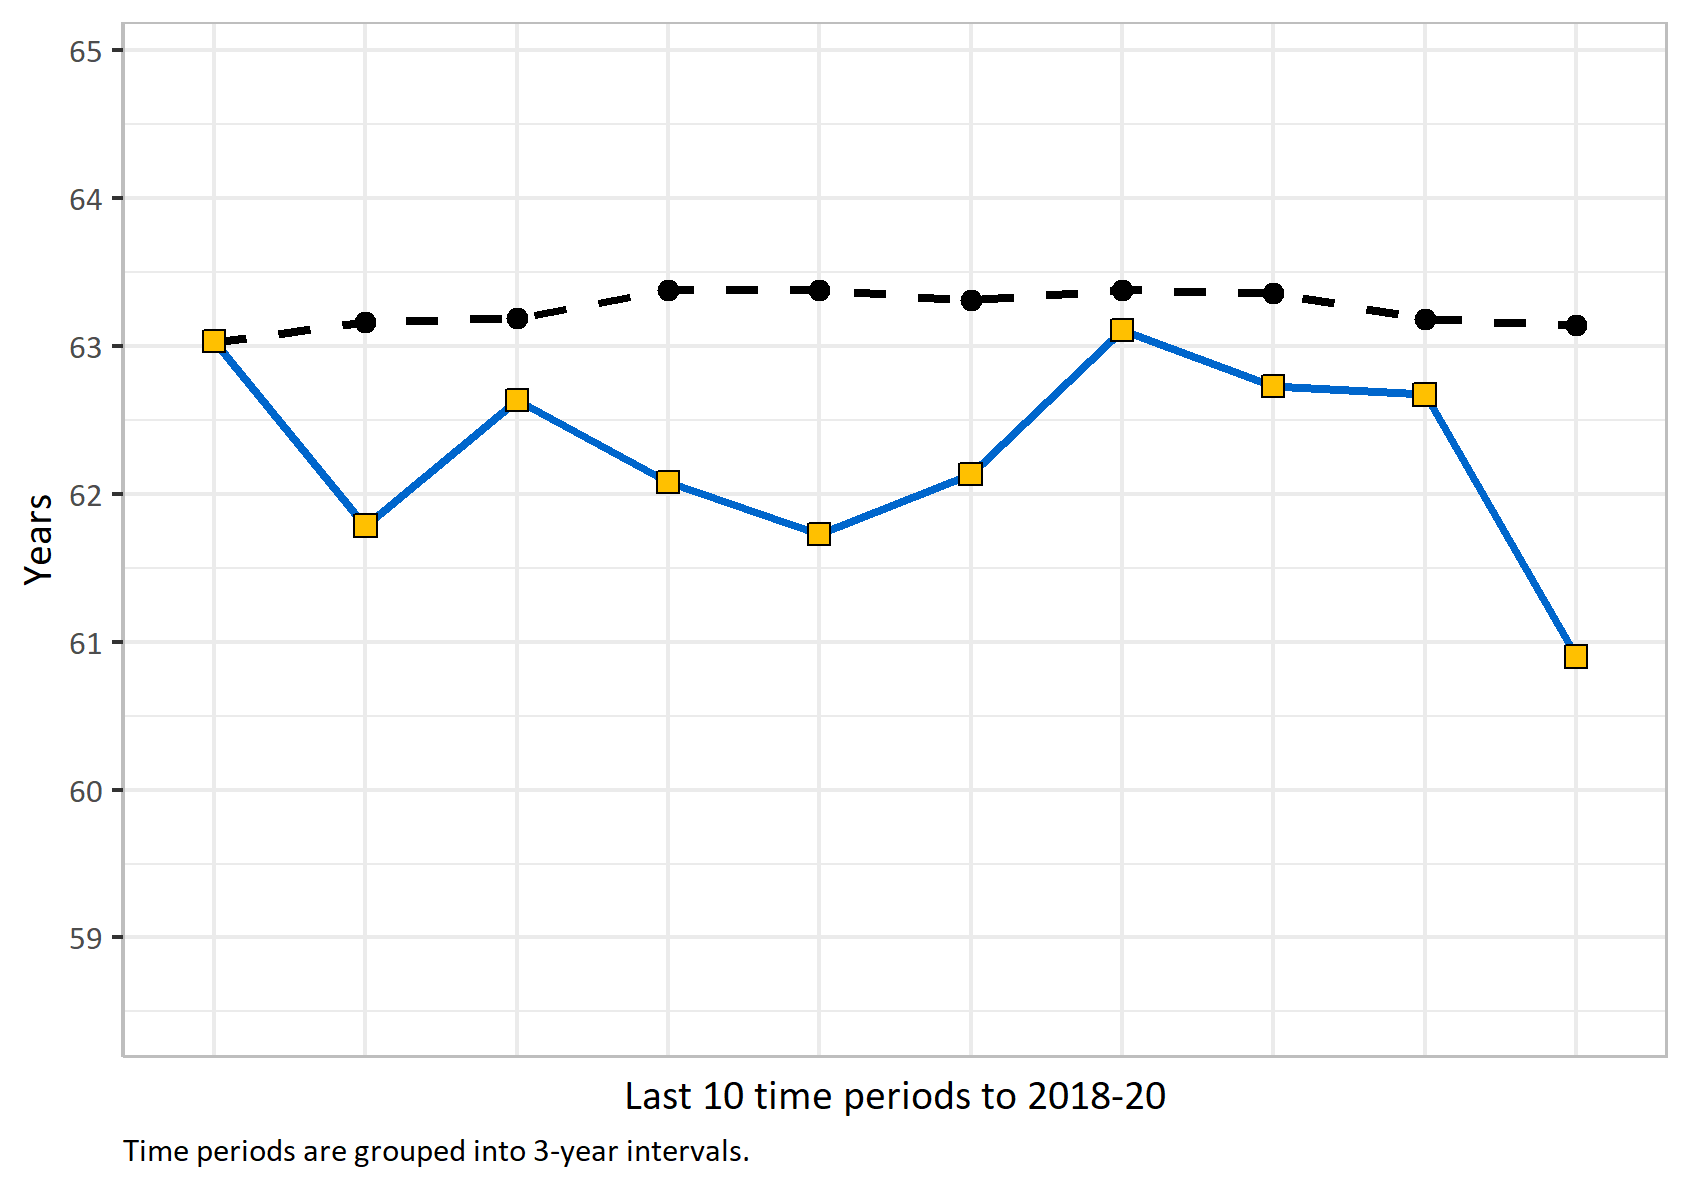 65
64
63
62
61
60
59
Years
Last 10 time periods to 2018-20
Time periods are grouped into 3-year intervals.